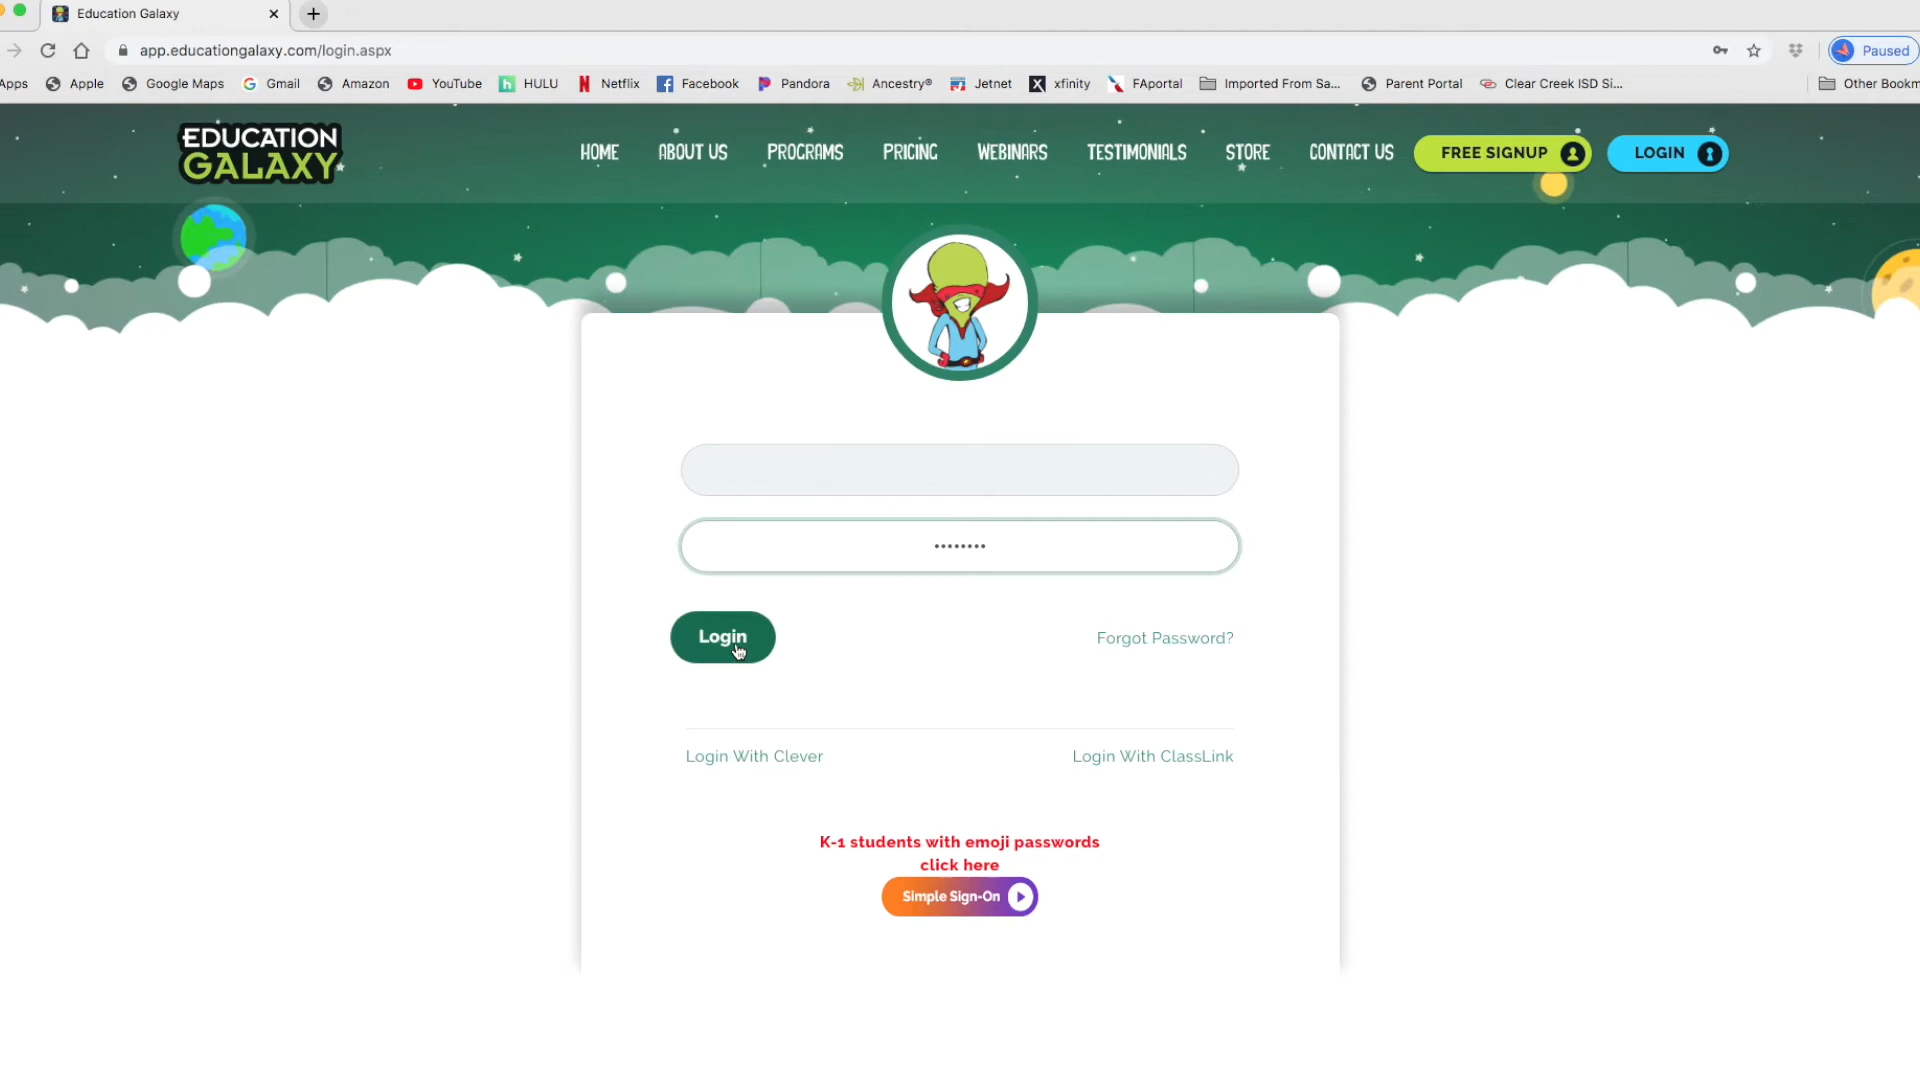 Education Galaxy
app.educationgalaxy.com/login.aspx
Paused
Apps Apple Google Maps Gmail Amazon YouTube HULU Netflix Facebook Pandora Ancestry® Jetnet xfinity FAportal Imported From Sa... Parent Portal Clear Creek ISD Si... Other Bookm
EDUCATION
GALAXY
HOME ABOUT US PROGRAMS PRICING WEBINARS TESTIMONIALS STORE CONTACT US FREE SIGNUP LOGIN
Login
Forgot Password?
Login With Clever
Login With ClassLink
K-1 students with emoji passwords
click here
Simple Sign-On